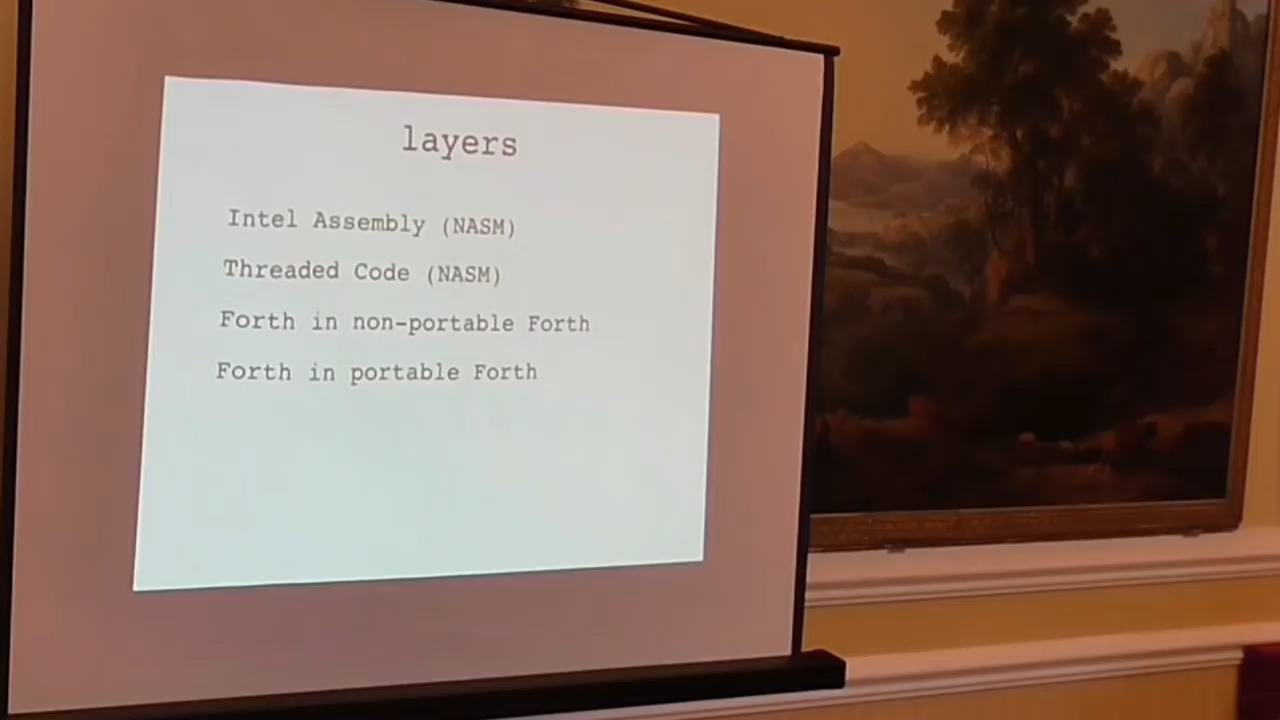 layers
Intel Assembly (NASM)
Threaded Code (NASM)
Forth in non-portable Forth
Forth in portable Forth